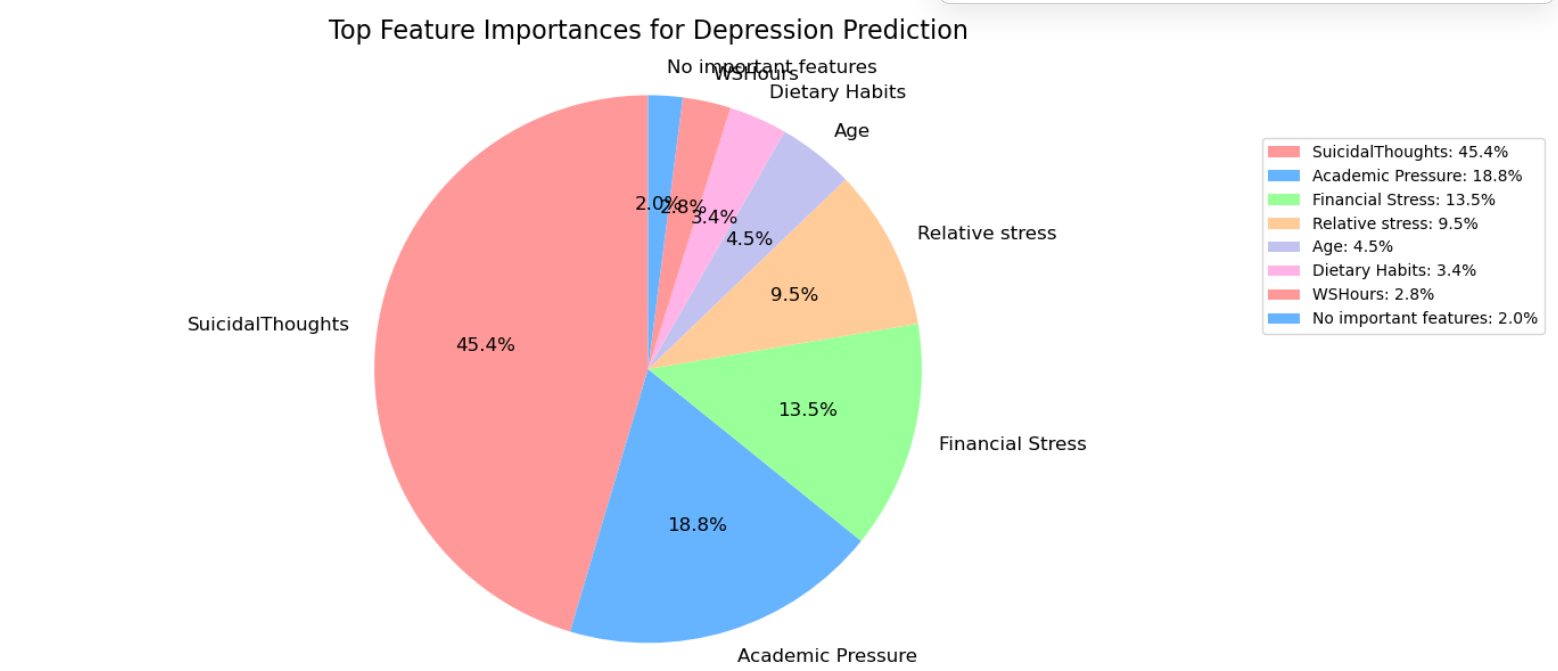 Top Feature Importances for Depression Prediction
No important features
WSHours
Dietary Habits
Age
Relative stress
Financial Stress
Academic Pressure
SuicidalThoughts
2.0%
2.8%
3.4%
4.5%
9.5%
13.5%
18.8%
45.4%
SuicidalThoughts: 45.4%
Academic Pressure: 18.8%
Financial Stress: 13.5%
Relative stress: 9.5%
Age: 4.5%
Dietary Habits: 3.4%
WSHours: 2.8%
No important features: 2.0%